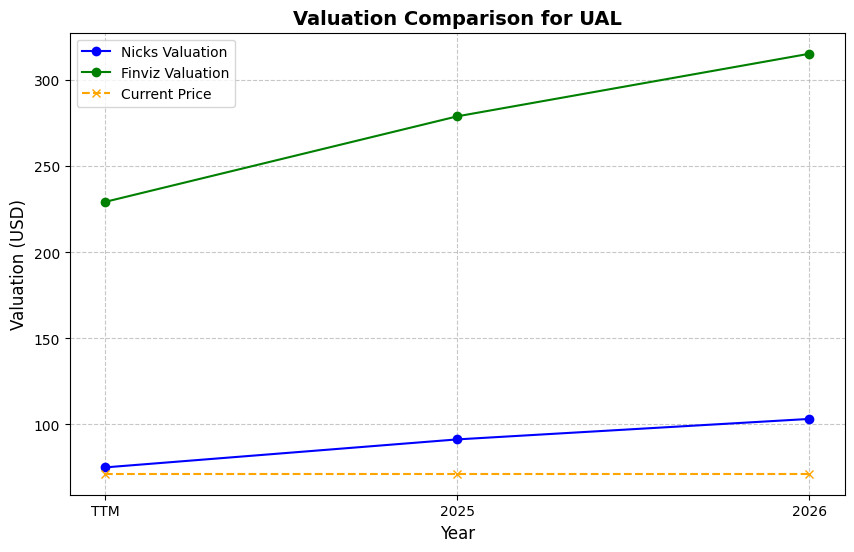 Valuation Comparison for UAL
Nicks Valuation
Finviz Valuation
Current Price
Valuation (USD)
300
250
200
150
100
TTM
2025
2026
Year